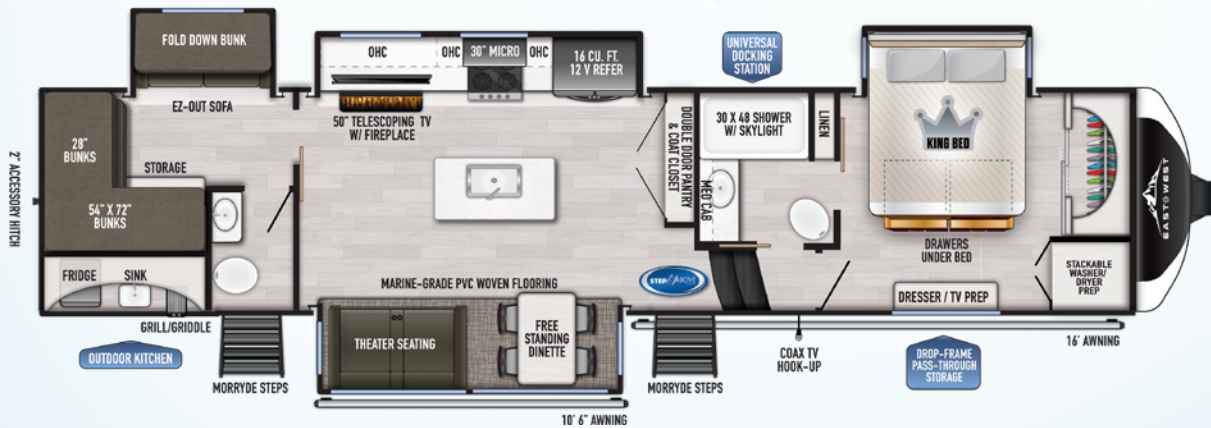 FOLD DOWN BUNK
EZ-OUT SOFA
28"
BUNKS
STORAGE
54" X 72"
BUNKS
2" ACCESSORY HITCH
FRIDGE
SINK
GRILL/GRIDDLE
OUTDOOR KITCHEN
MORRYDE STEPS
OHC
OHC
30" MICRO
OHC
16 CU. FT.
12 V REFER
50" TELESCOPING TV
W/ FIREPLACE
DOUBLE DOOR PANTRY
& COAT CLOSET
MARINE-GRADE PVC WOVEN FLOORING
THEATER SEATING
FREE
STANDING
DINETTE
10' 6" AWNING
STEP ABOVE
MORRYDE STEPS
UNIVERSAL
DOCKING
STATION
30 X 48 SHOWER
W/ SKYLIGHT
LINEN
MED CAB
KING BED
DRAWERS
UNDER BED
DRESSER / TV PREP
STACKABLE
WASHER/
DRYER
PREP
COAX TV
HOOK-UP
DROP-FRAME
PASS-THROUGH
STORAGE
16' AWNING
EAST TO WEST